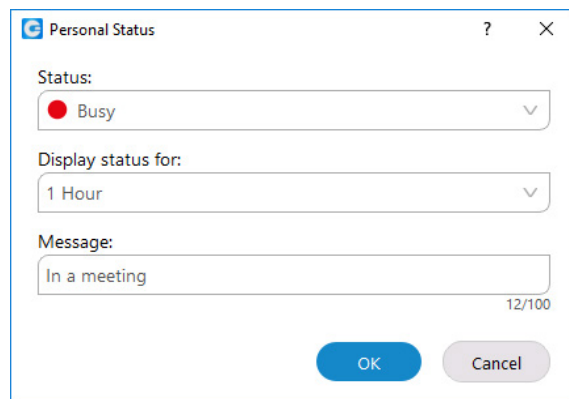 Personal Status ?
Status:
Busy
Display status for:
1 Hour
Message:
In a meeting
12/100
OK Cancel